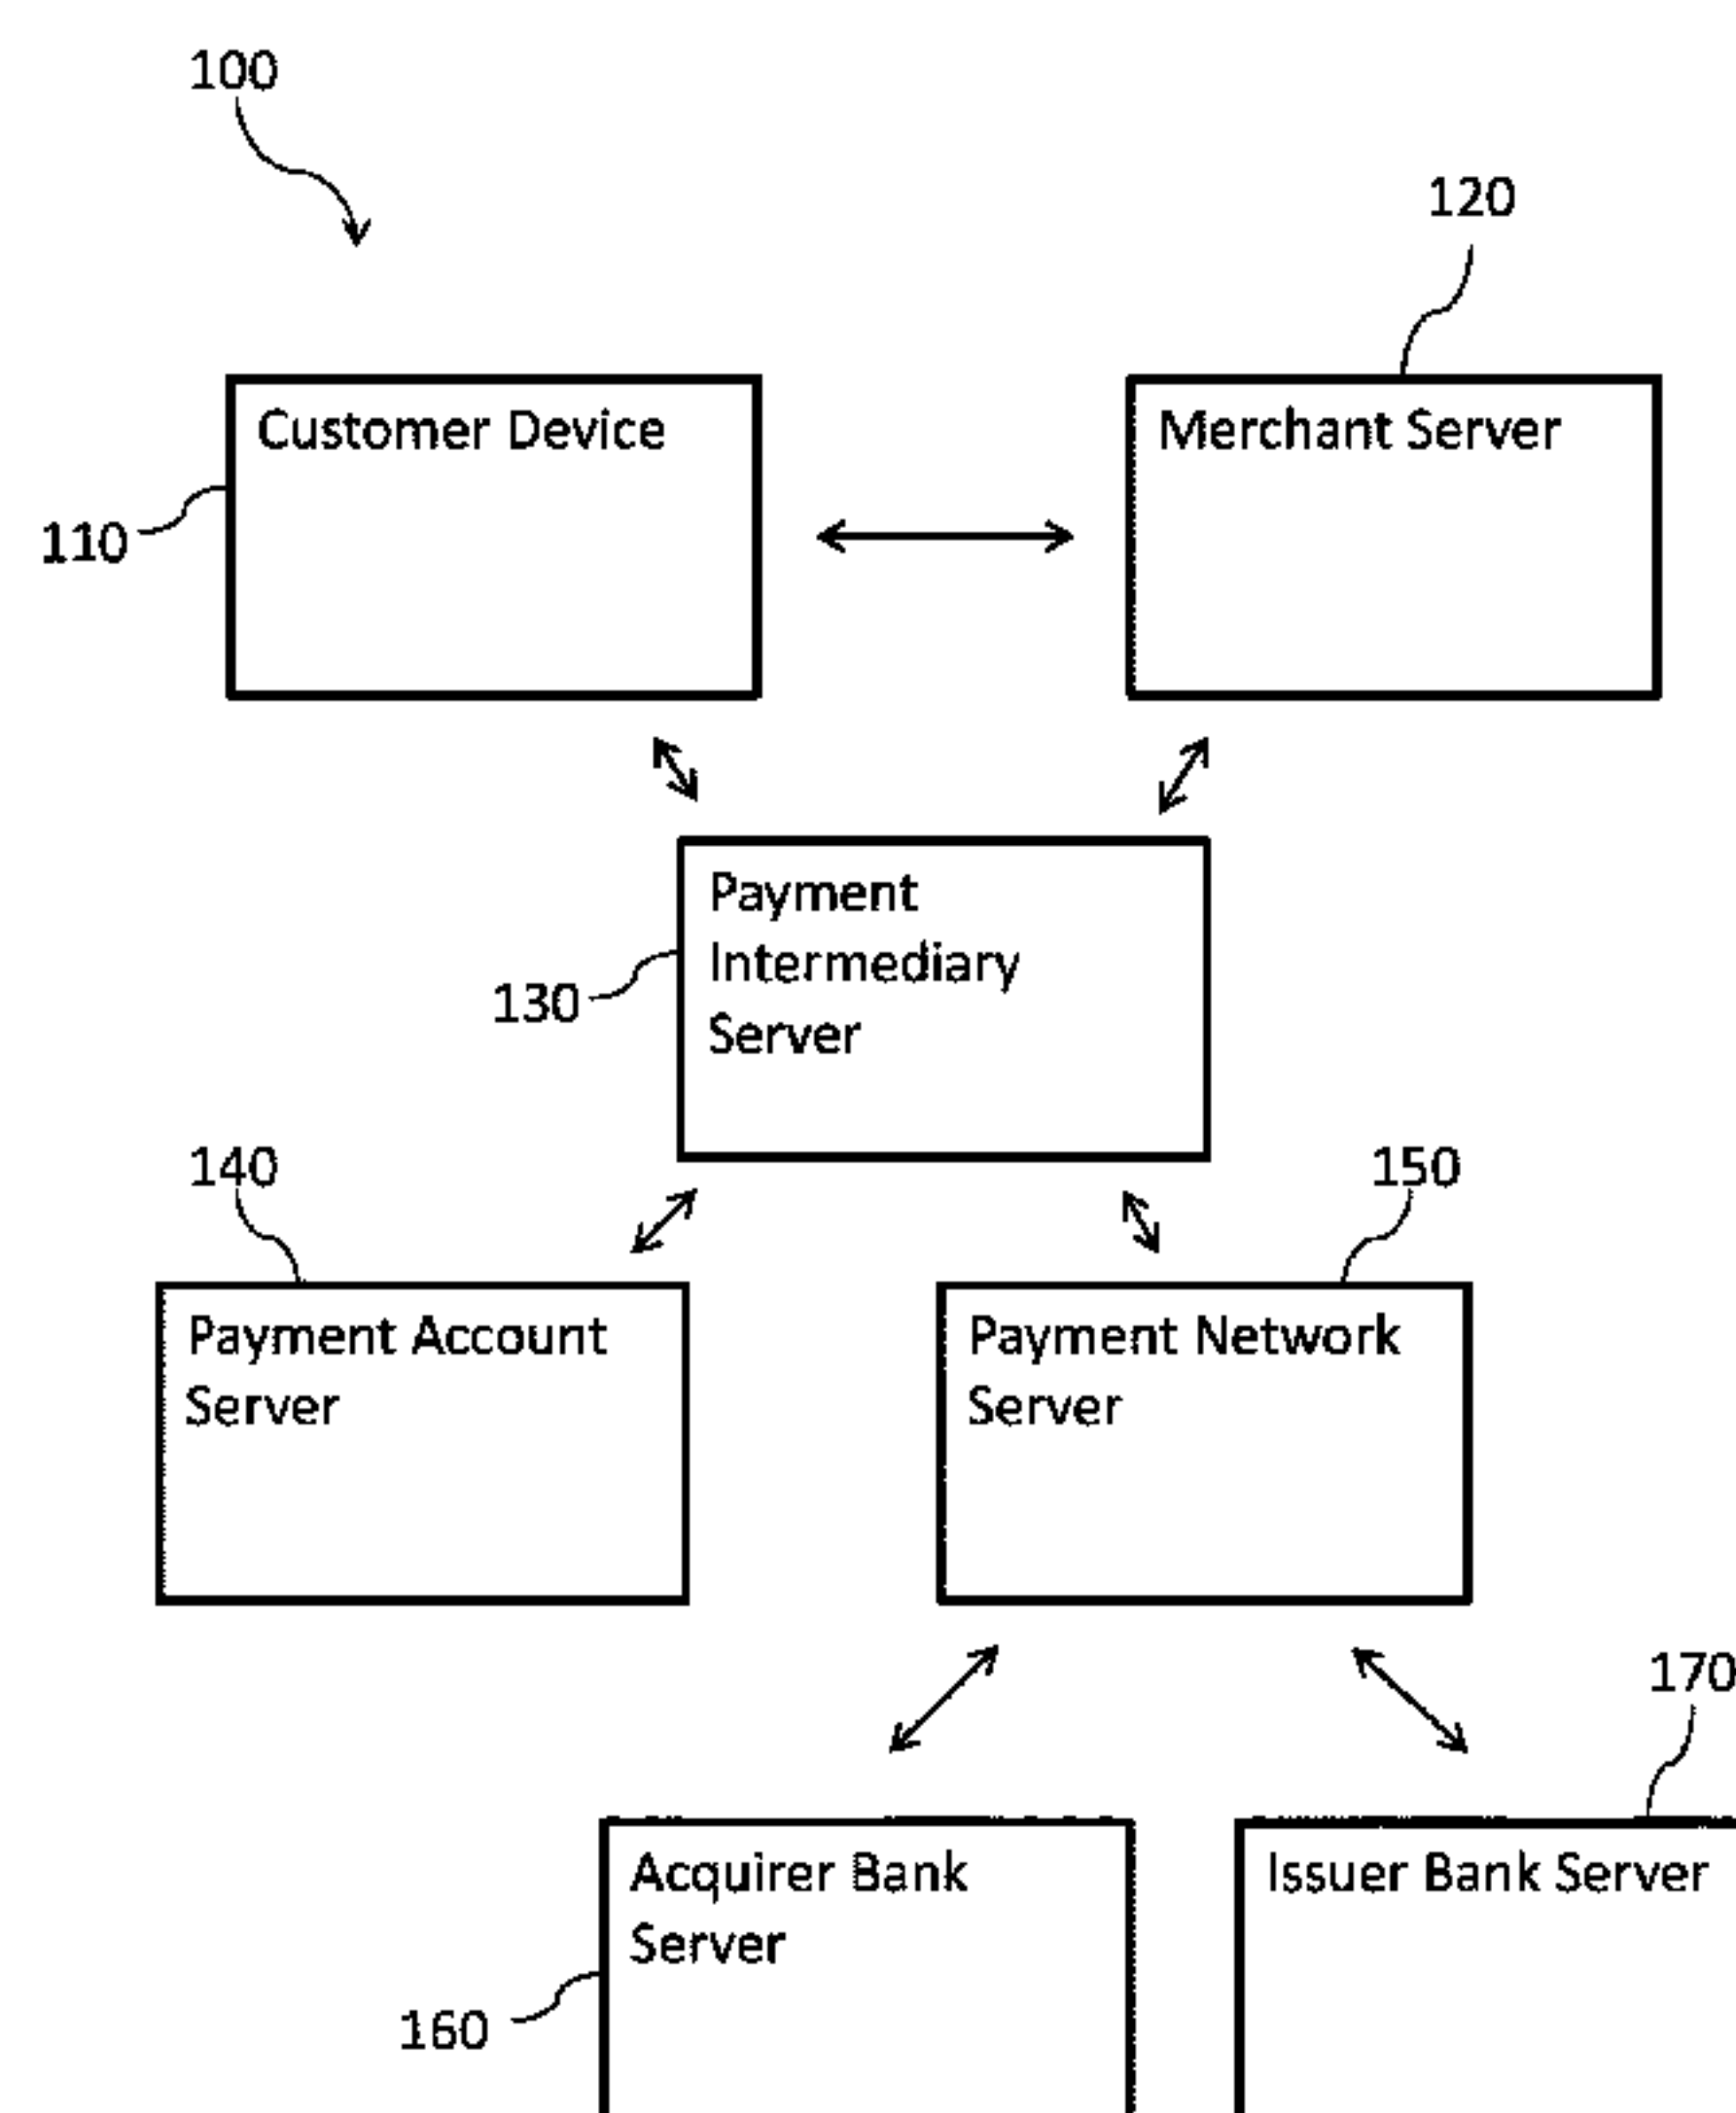 100
120
Customer Device
Merchant Server
110
Payment
Intermediary
Server
130
140
150
Payment Account
Server
Payment Network
Server
170
Acquirer Bank
Server
Issuer Bank Server
160